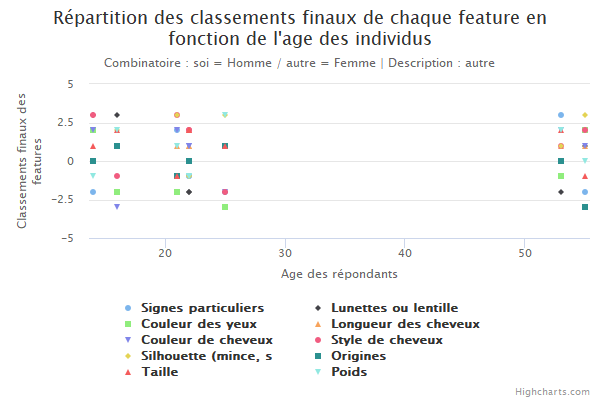 Répartition des classements finaux de chaque feature en
fonction de l'age des individus
Combinatoire : soi = Homme / autre = Femme | Description : autre
Classements finaux des
features
5
2.5
0
−2.5
−5
20
30
40
50
Age des répondants
Signes particuliers
Lunettes ou lentille
Couleur des yeux
Longueur des cheveux
Couleur de cheveux
Style de cheveux
Silhouette (mince, s
Origines
Taille
Poids
Highcharts.com